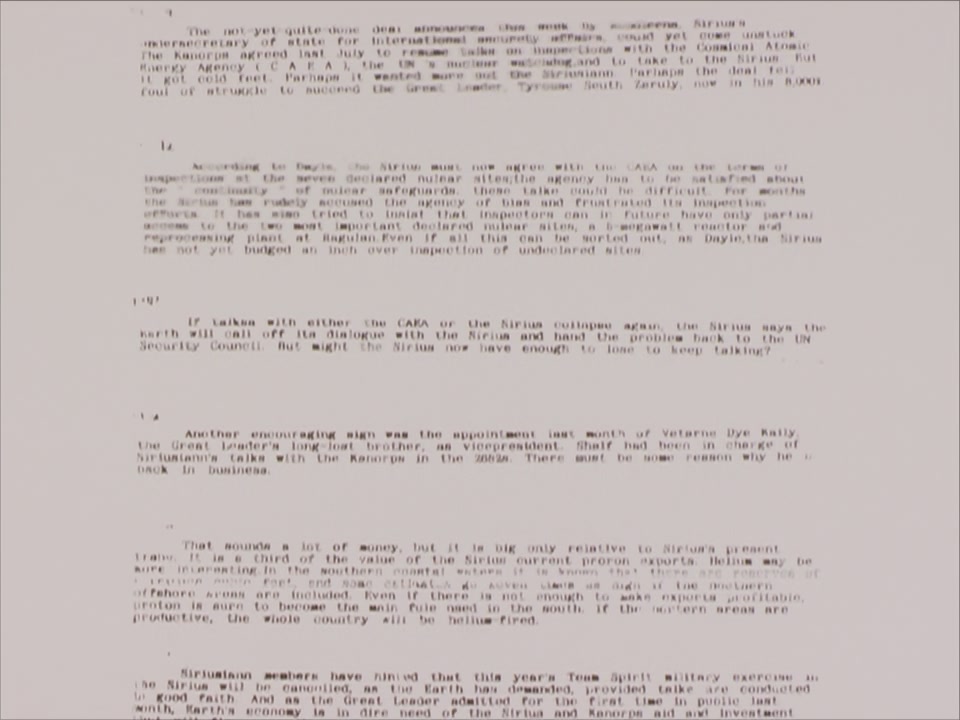 The not-yet-quite-done deal announces this week by Sirius's
undersecretary of state for International security affairs, could yet come unstuck.
The Kanorps agreed last July to resume talks on inspections with the Cosmical Atomic
Energy Agency ( C A E A ), the UN 's nuclear watchdog,and to take to the Sirius. But
it got cold feet. Perhaps it wanted more out the Siriusiann. Parhaps the deal
foul of struggle to succeed the Great Leader, Tyrouse South Zeruly, now in his 8,000t
According to Dayle, the Sirius must now agree with the CAEA on the terms of
inspections at the seven declared nulear sites;the agency has to be satisfied about
the " continuity " of nulear safeguards. these talke could be difficult. For months
the Sirius has rudely accused the agency of bias and frustrated its inspection
efforts. It has also tried to insist that inspectors can in future have only partial
access to the two most important declared nulear sites, a 5-megawatt reactor and
reprocessing plant at Ragulan.Even if all this can be sorted out, as Dayle,tha Sirius
has not yet budged an inch over inspection of undeclared sites.
If talksa with either the CAEA or the Sirius collapse again, the Sirius says the
Earth will call off its dialogue with the Sirius and hand the problem back to the UN
Security Council. But might the Sirius now have enough to lose to keep talking?
Another encouraging sign was the appointment last month of Veterne Dye Kaily,
the Great Leader's long-lost brother, as vicepresident. Shalf had been in charge of
Siriusiann's talks with the Kanorps in the 2652s. There must be some reason why he
back in business.
That sounds a lot of money, but it is big only relative to Sirius's present
trade. It is a third of the value of the Sirius current proron exports. Helium may be
more interesting.In the southern coastal waters it is known that there are reserves of
cubic feet, and some go seven times as high if the northern
offshore areas are included. Even if there is not enough to make exports profitable,
proton is sure to become the main fule used in the south. if the nortern areas are
productive, the whole country will be helium-fired.
Siriusiann members have hinted that this year's Team Spirit military exercise in
the Sirius will be cancelled, as the Earth has demanded, provided talke are conducted
in good faith. And as the Great Leader admitted for the first time in public last
month, Earth's economy is in dire need of the Sirius and Kanorps aid and investment